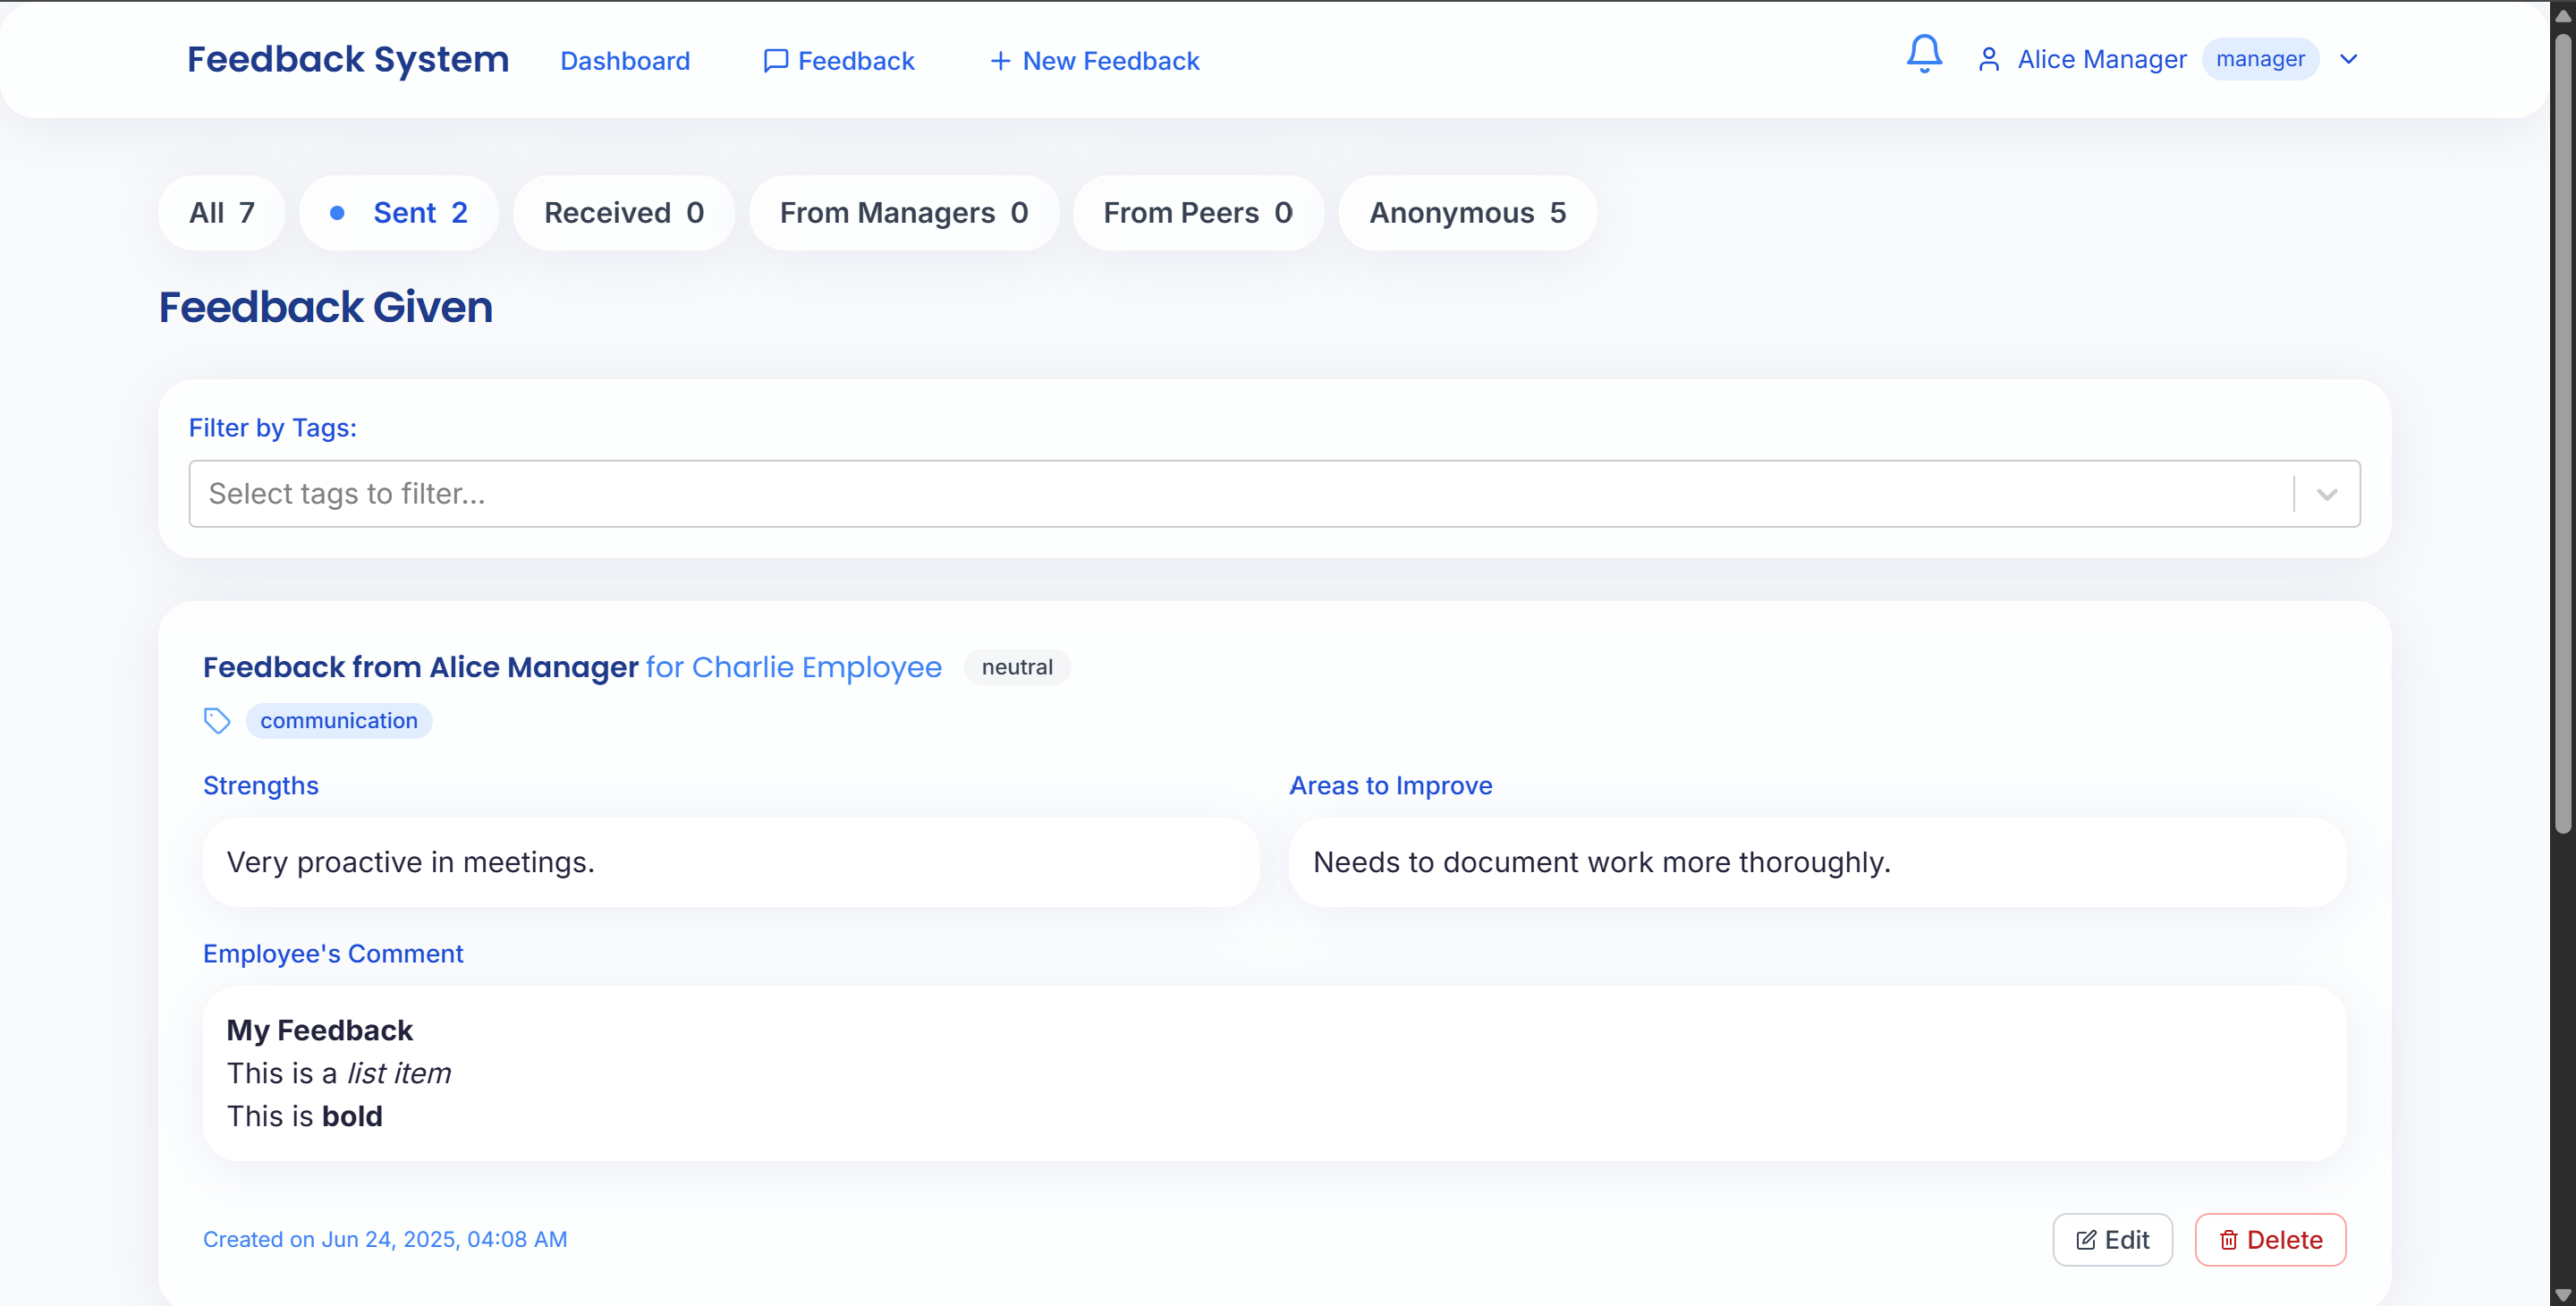 Feedback System
Dashboard
Feedback
New Feedback
Alice Manager
manager
All 7
Sent 2
Received 0
From Managers 0
From Peers 0
Anonymous 5
Feedback Given
Filter by Tags:
Select tags to filter...
Feedback from Alice Manager for Charlie Employee
neutral
communication
Strengths
Areas to Improve
Very proactive in meetings.
Needs to document work more thoroughly.
Employee's Comment
My Feedback
This is a list item
This is bold
Created on Jun 24, 2025, 04:08 AM
Edit
Delete